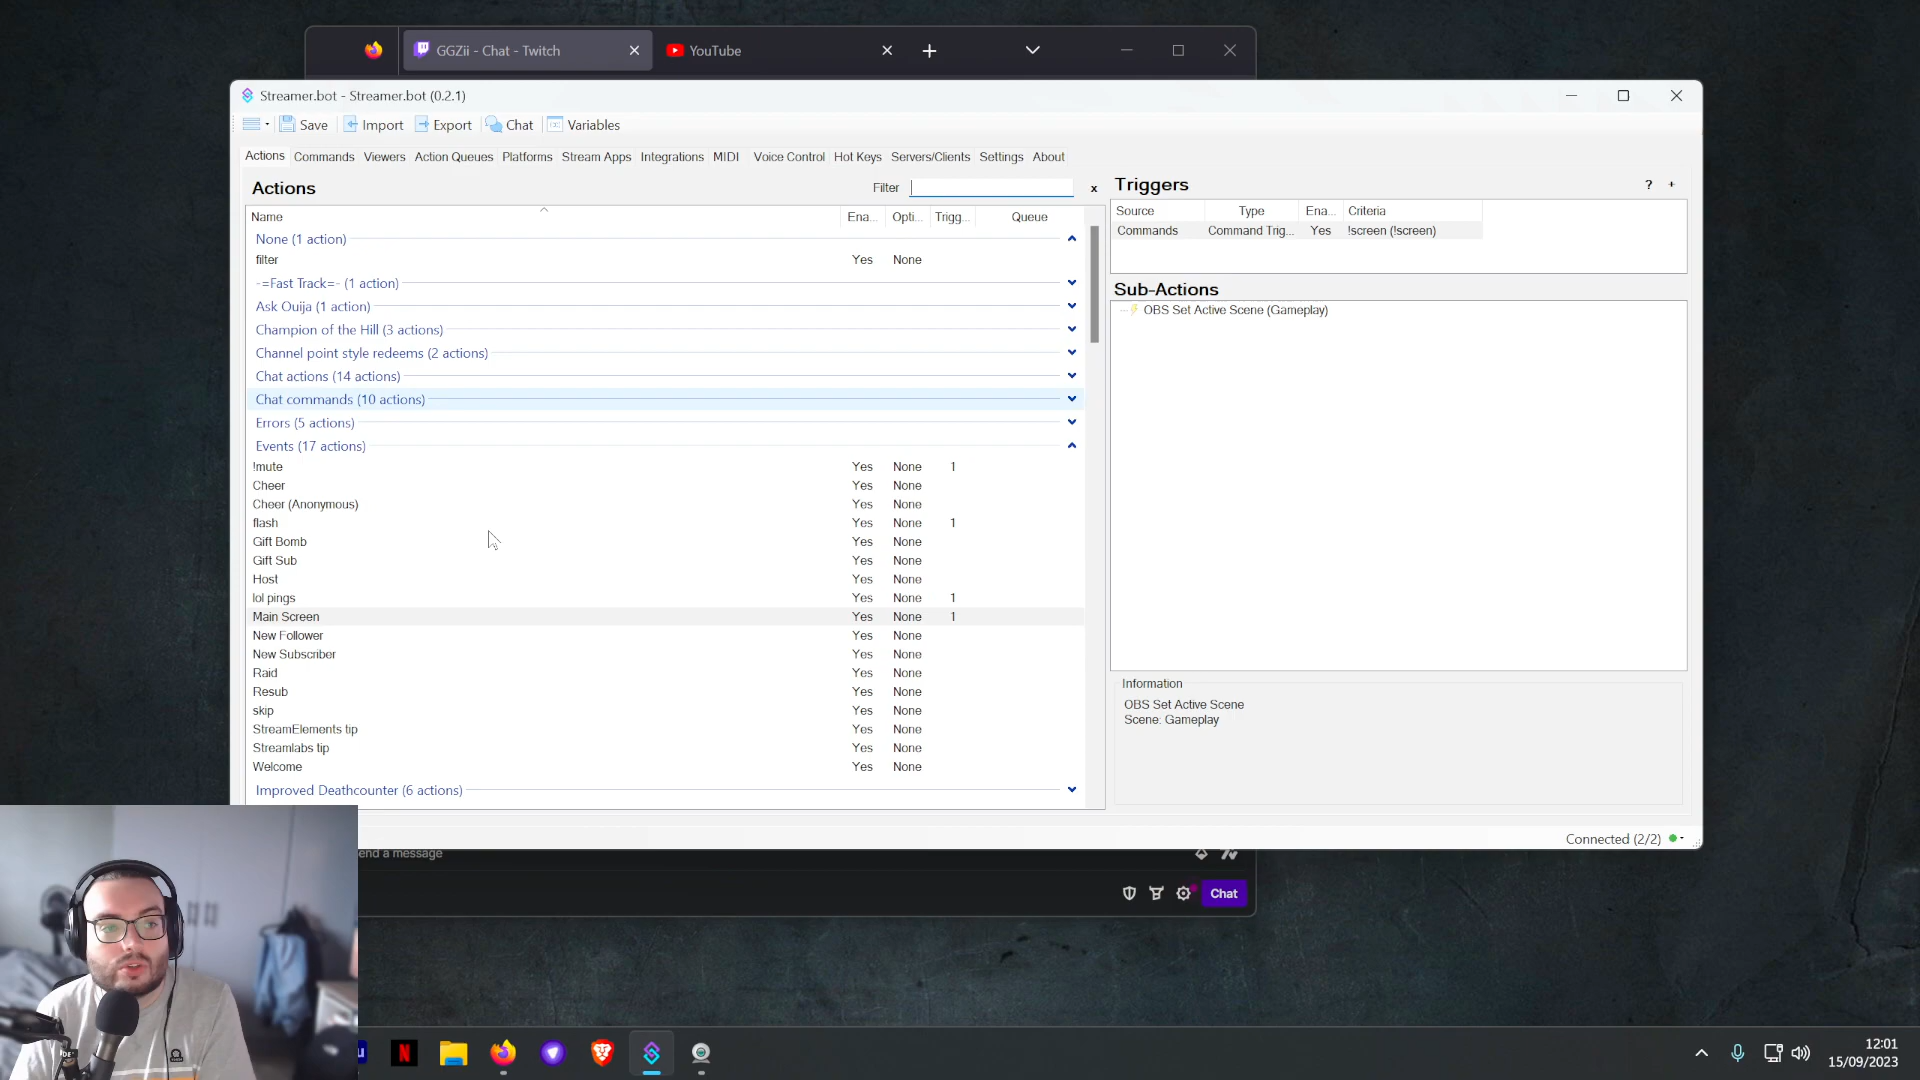 GGZii - Chat - Twitch
YouTube
Streamer.bot - Streamer.bot (0.2.1)
Save Import Export Chat Variables
Actions Commands Viewers Action Queues Platforms Stream Apps Integrations MIDI Voice Control Hot Keys Servers/Clients Settings About
Actions
Filter
x
Name Ena... Opti... Trigg... Queue
None (1 action)
filter Yes None
-=Fast Track=- (1 action)
Ask Ouija (1 action)
Champion of the Hill (3 actions)
Channel point style redeems (2 actions)
Chat actions (14 actions)
Chat commands (10 actions)
Errors (5 actions)
Events (17 actions)
!mute Yes None 1
Cheer Yes None
Cheer (Anonymous) Yes None
flash Yes None 1
Gift Bomb Yes None
Gift Sub Yes None
Host Yes None
lol pings Yes None 1
Main Screen Yes None 1
New Follower Yes None
New Subscriber Yes None
Raid Yes None
Resub Yes None
skip Yes None
StreamElements tip Yes None
Streamlabs tip Yes None
Welcome Yes None
Improved Deathcounter (6 actions)
Triggers
? +
Source Type Ena... Criteria
Commands Command Trig... Yes !screen (!screen)
Sub-Actions
OBS Set Active Scene (Gameplay)
Information
OBS Set Active Scene
Scene: Gameplay
Connected (2/2)
end a message
Chat
N
12:01
15/09/2023